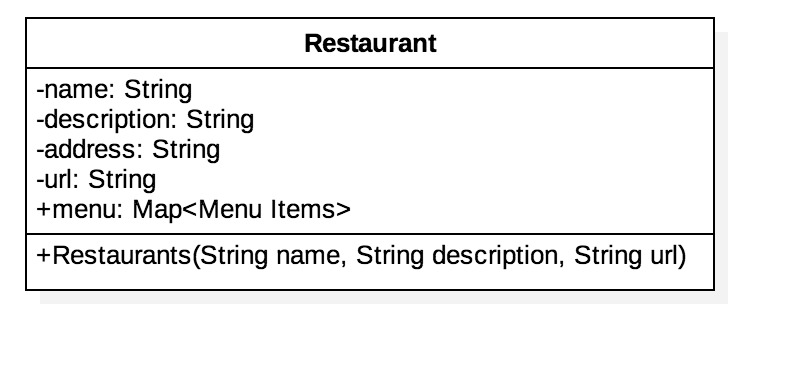 Restaurant
-name: String
-description: String
-address: String
-url: String
+menu: Map<Menu Items>
+Restaurants(String name, String description, String url)